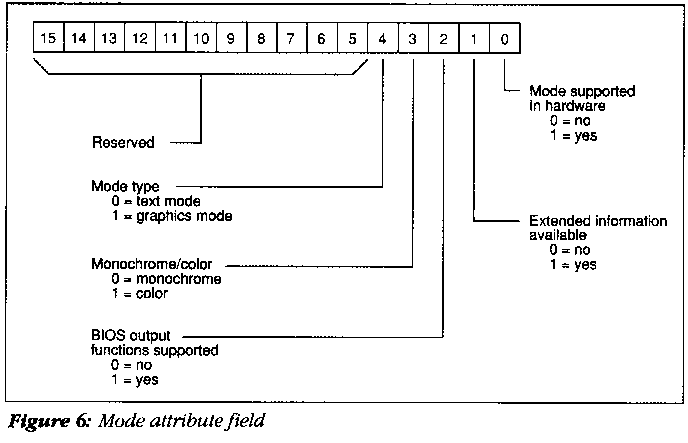 15 14 13 12 11 10 9 8 7 6 5 4 3 2 1 0
Mode supported
in hardware
0 = no
1 = yes
Reserved
Mode type
0 = text mode
1 = graphics mode
Extended information
available
0 = no
1 = yes
Monochrome/color
0 = monochrome
1 = color
BIOS output
functions supported
0 = no
1 = yes
Figure 6: Mode attribute field